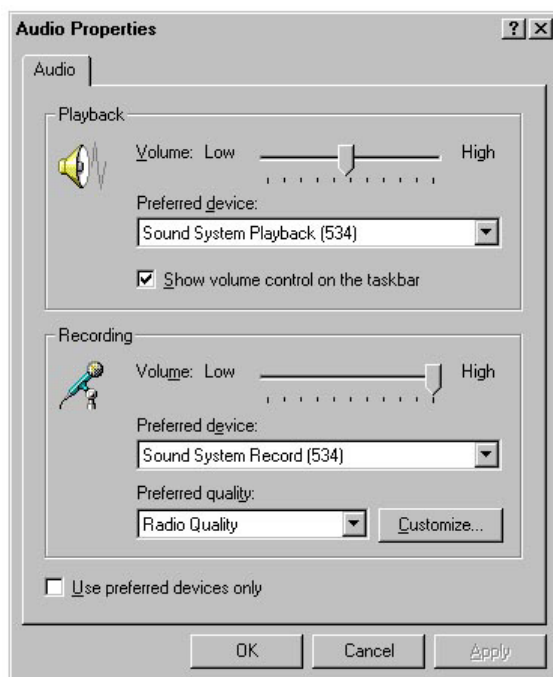 Audio Properties
Audio
Playback
Volume: Low High
Preferred device:
Sound System Playback (534)
Show volume control on the taskbar
Recording
Volume: Low High
Preferred device:
Sound System Record (534)
Preferred quality:
Radio Quality Customize...
Use preferred devices only
OK Cancel Apply